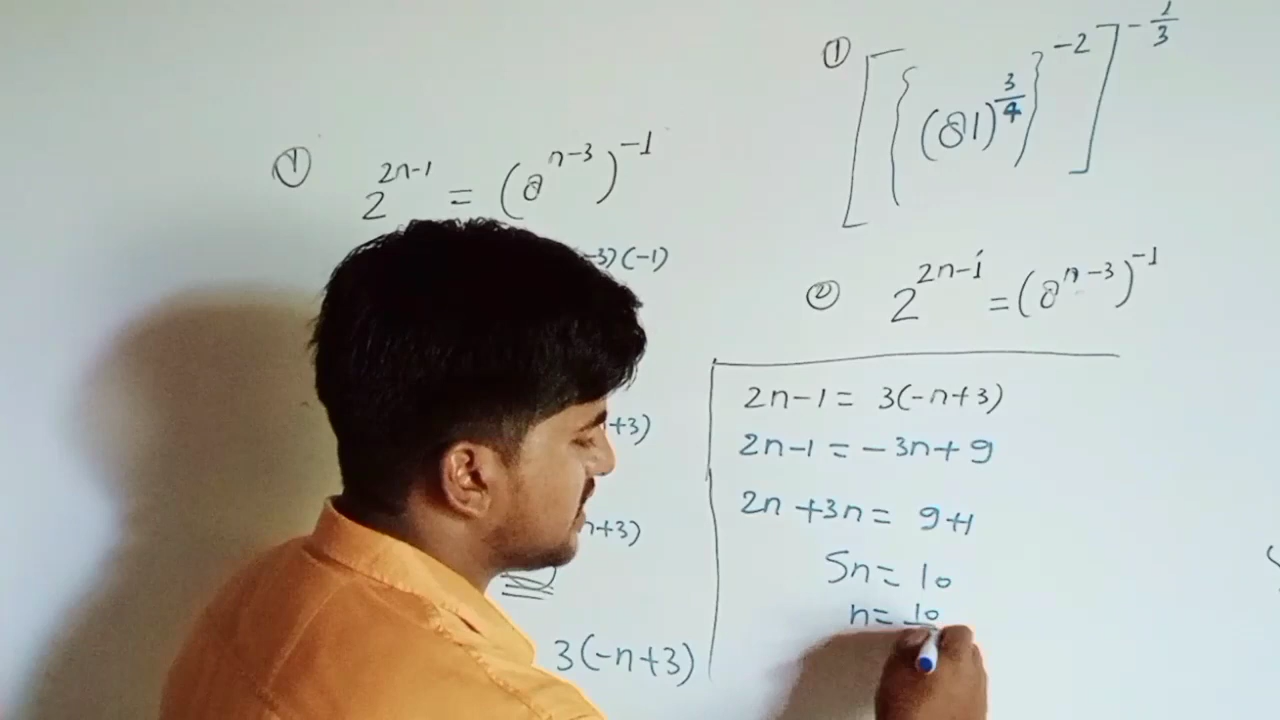 ① [{(81)^{3/4}}^{-2}]^{-1/3}
① 2^{2n-1} = (8^{n-3})^{-1}
-3)(-1)
② 2^{2n-1} = (8^{n-3})^{-1}
+3)
n+3)
3(-n+3)
2n-1 = 3(-n+3)
2n-1 = -3n+9
2n+3n = 9+1
5n = 10
n = 10